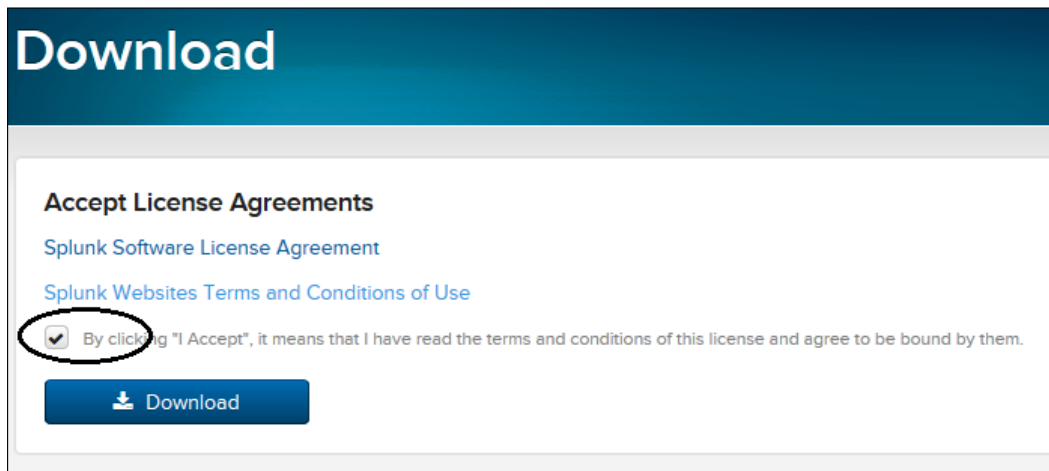 Download
Accept License Agreements
Splunk Software License Agreement
Splunk Websites Terms and Conditions of Use
By clicking "I Accept", it means that I have read the terms and conditions of this license and agree to be bound by them.
Download